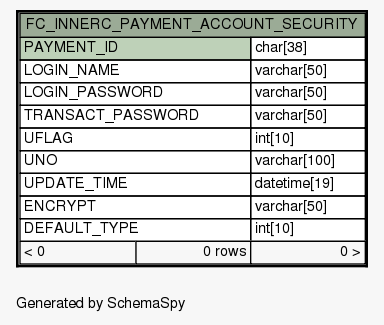 FC_INNERC_PAYMENT_ACCOUNT_SECURITY
PAYMENT_ID char[38]
LOGIN_NAME varchar[50]
LOGIN_PASSWORD varchar[50]
TRANSACT_PASSWORD varchar[50]
UFLAG int[10]
UNO varchar[100]
UPDATE_TIME datetime[19]
ENCRYPT varchar[50]
DEFAULT_TYPE int[10]
< 0 0 rows 0 >
Generated by SchemaSpy